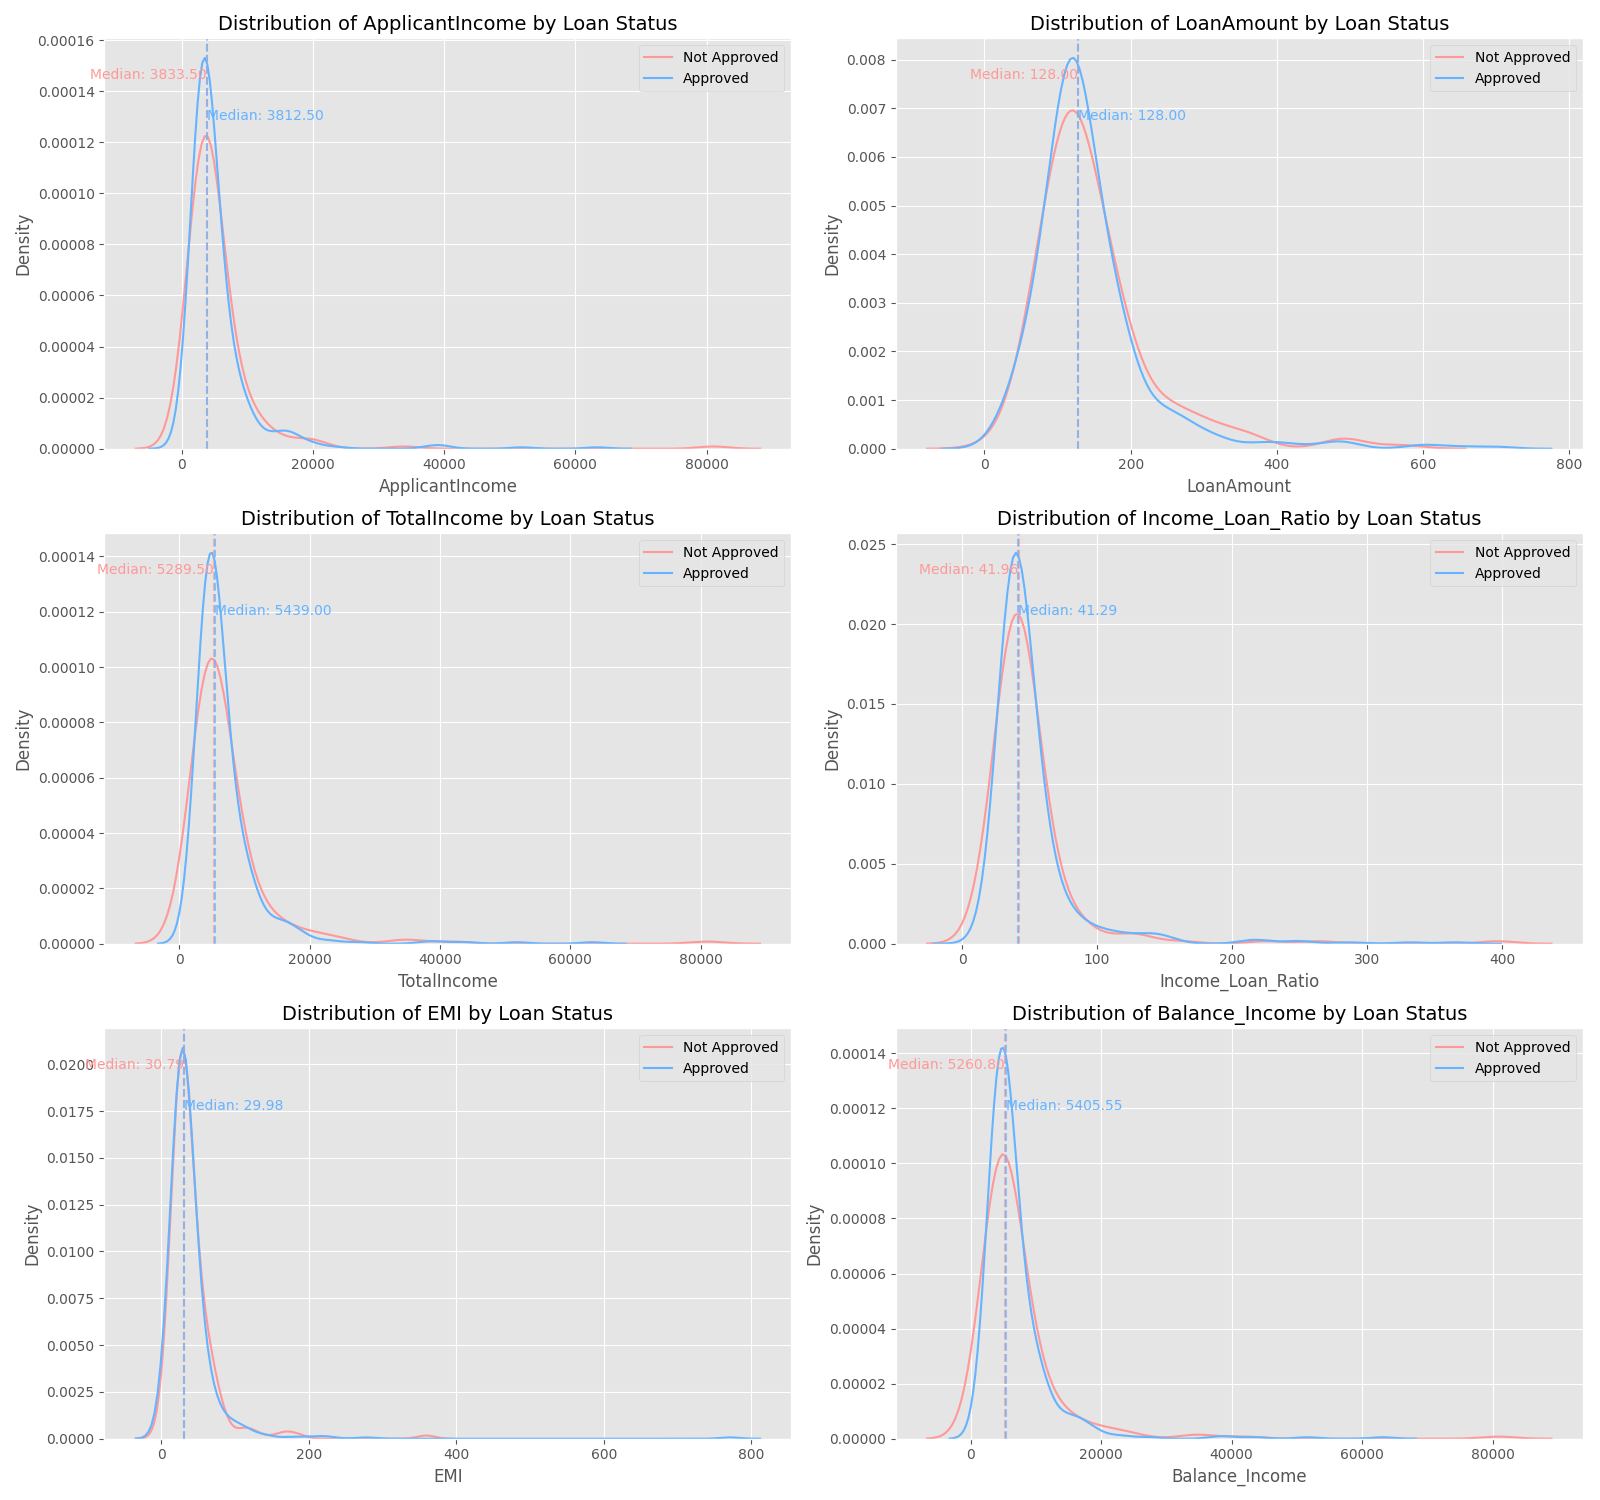 Distribution of ApplicantIncome by Loan Status
0.00016
0.00014
0.00012
0.00010
0.00008
0.00006
0.00004
0.00002
0.00000
Density
Median: 3833.50
Median: 3812.50
Not Approved
Approved
0
20000
40000
60000
80000
ApplicantIncome
Distribution of LoanAmount by Loan Status
0.008
0.007
0.006
0.005
0.004
0.003
0.002
0.001
0.000
Density
Median: 128.00
Median: 128.00
Not Approved
Approved
0
200
400
600
800
LoanAmount
Distribution of TotalIncome by Loan Status
0.00014
0.00012
0.00010
0.00008
0.00006
0.00004
0.00002
0.00000
Density
Median: 5289.50
Median: 5439.00
Not Approved
Approved
0
20000
40000
60000
80000
TotalIncome
Distribution of Income_Loan_Ratio by Loan Status
0.025
0.020
0.015
0.010
0.005
0.000
Density
Median: 41.96
Median: 41.29
Not Approved
Approved
0
100
200
300
400
Income_Loan_Ratio
Distribution of EMI by Loan Status
0.0200
0.0175
0.0150
0.0125
0.0100
0.0075
0.0050
0.0025
0.0000
Density
Median: 30.79
Median: 29.98
Not Approved
Approved
0
200
400
600
800
EMI
Distribution of Balance_Income by Loan Status
0.00014
0.00012
0.00010
0.00008
0.00006
0.00004
0.00002
0.00000
Density
Median: 5260.80
Median: 5405.55
Not Approved
Approved
0
20000
40000
60000
80000
Balance_Income